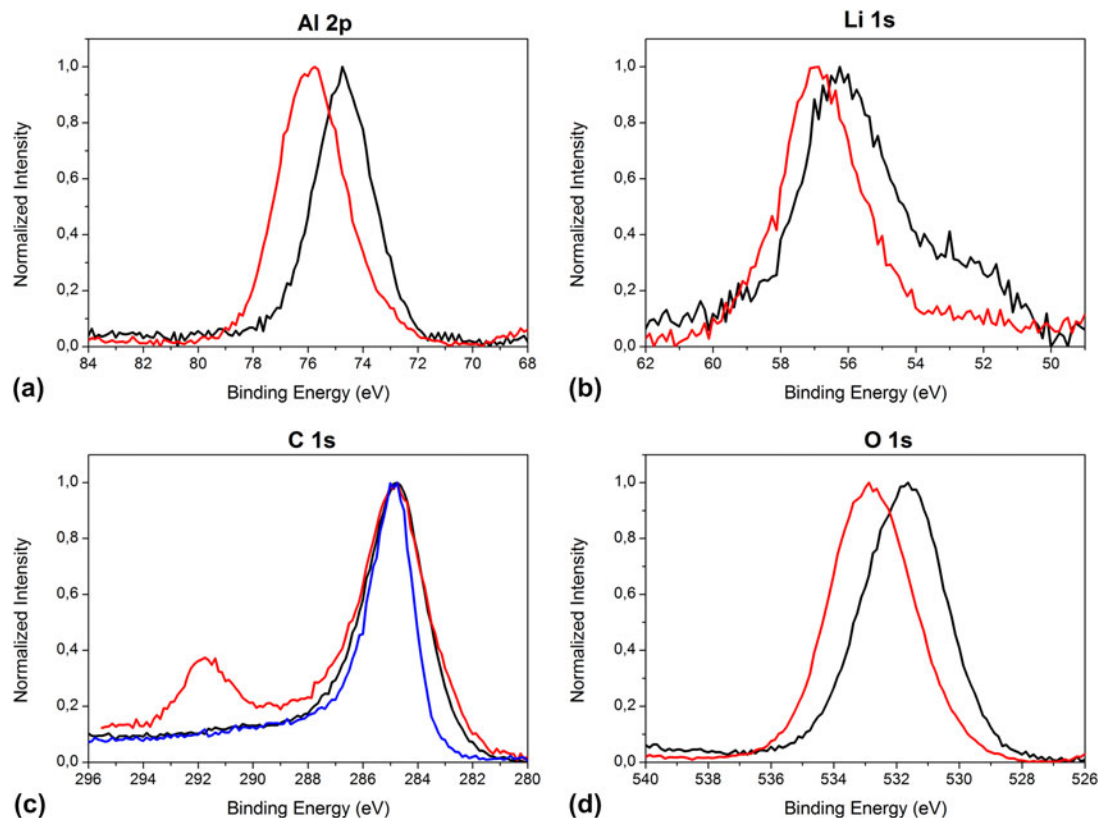 Al 2p
1,0
0,8
0,6
0,4
0,2
0,0
Normalized Intensity
84 82 80 78 76 74 72 70 68
Binding Energy (eV)
(a)
Li 1s
1,0
0,8
0,6
0,4
0,2
0,0
Normalized Intensity
62 60 58 56 54 52 50
Binding Energy (eV)
(b)
C 1s
1,0
0,8
0,6
0,4
0,2
0,0
Normalized Intensity
296 294 292 290 288 286 284 282 280
Binding Energy (eV)
(c)
O 1s
1,0
0,8
0,6
0,4
0,2
0,0
Normalized Intensity
540 538 536 534 532 530 528 526
Binding Energy (eV)
(d)